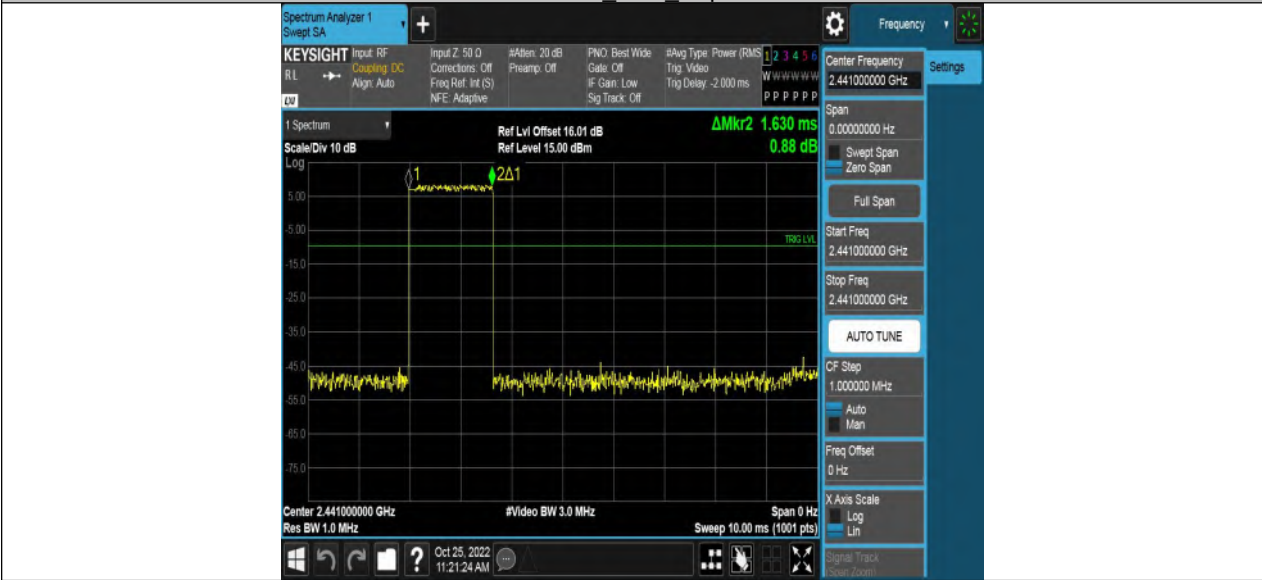 Spectrum Analyzer 1
Swept SA
+
Frequency
KEYSIGHT Input: RF Input Z: 50 Ω #Atten: 20 dB PNO: Best Wide #Avg Type: Power (RMS 1 2 3 4 5 6
RL Coupling: DC Corrections: Off Preamp: Off Gate: Off Trig: Video W W W W W W
Align: Auto Freq Ref: Int (S) IF Gain: Low Trig Delay: -2.000 ms
LXI NFE: Adaptive Sig Track: Off P P P P P P
1 Spectrum
Ref Lvl Offset 16.01 dB
ΔMkr2 1.630 ms
Scale/Div 10 dB
Ref Level 15.00 dBm
0.88 dB
Log
1
2Δ1
5.00
-5.00
TRIG LVL
-15.0
-25.0
-35.0
-45.0
-55.0
-65.0
-75.0
Center 2.441000000 GHz
#Video BW 3.0 MHz
Span 0 Hz
Res BW 1.0 MHz
Sweep 10.00 ms (1001 pts)
?
Oct 25, 2022
11:21:24 AM
Center Frequency
2.441000000 GHz
Settings
Span
0.00000000 Hz
Swept Span
Zero Span
Full Span
Start Freq
2.441000000 GHz
Stop Freq
2.441000000 GHz
AUTO TUNE
CF Step
1.000000 MHz
Auto
Man
Freq Offset
0 Hz
X Axis Scale
Log
Lin
Signal Track
(Span Zoom)